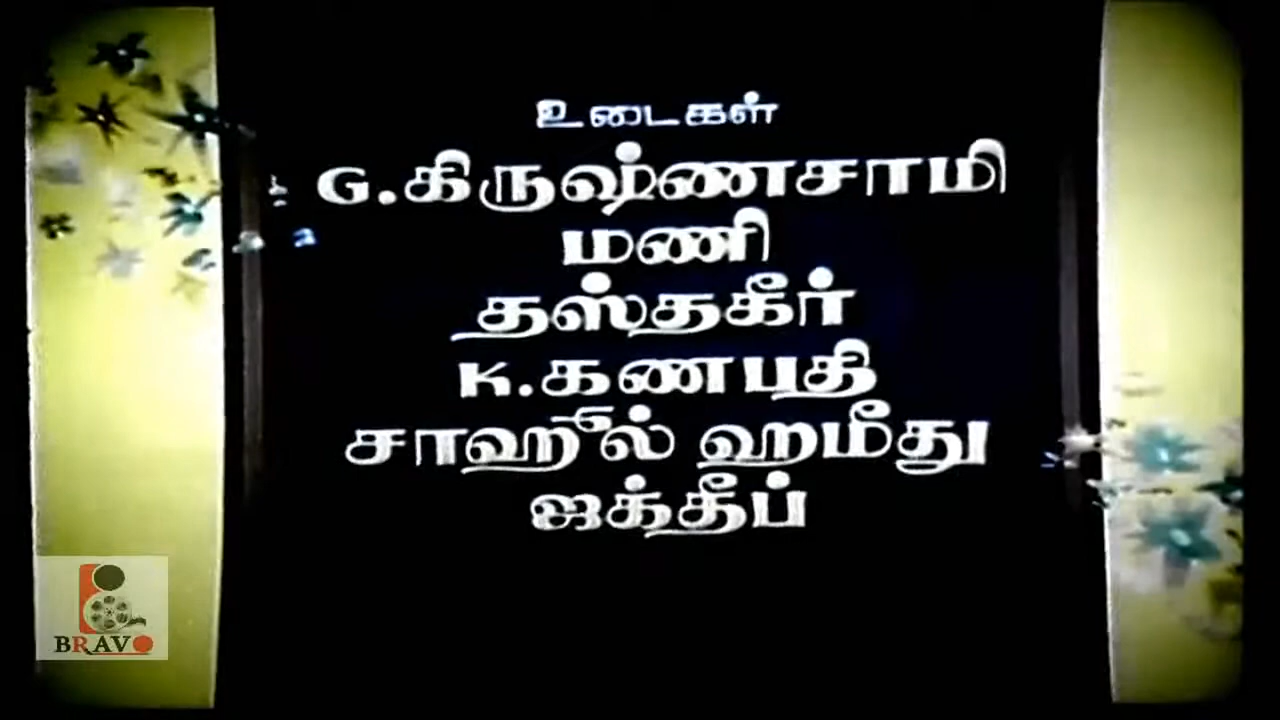 உடைகள்
G.கிருஷ்ணசாமி
மணி
தஸ்தகீர்
K.கணபதி
சாஹூல் ஹமீது
ஜக்தீப்
BRAVO